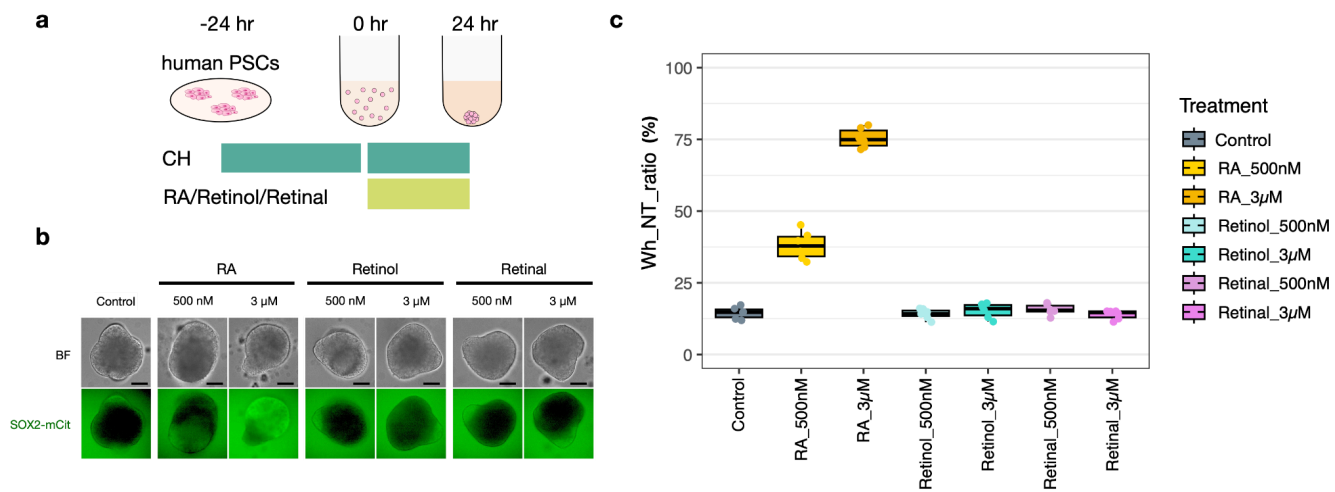 a
-24 hr
0 hr
24 hr
human PSCs
CH
RA/Retinol/Retinal
b
RA
Retinol
Retinal
Control
500 nM
3 µM
500 nM
3 µM
500 nM
3 µM
BF
SOX2-mCit
c
Wh_NT_ratio (%)
100
75
50
25
0
Control
RA_500nM
RA_3µM
Retinol_500nM
Retinol_3µM
Retinal_500nM
Retinal_3µM
Treatment
Control
RA_500nM
RA_3µM
Retinol_500nM
Retinol_3µM
Retinal_500nM
Retinal_3µM